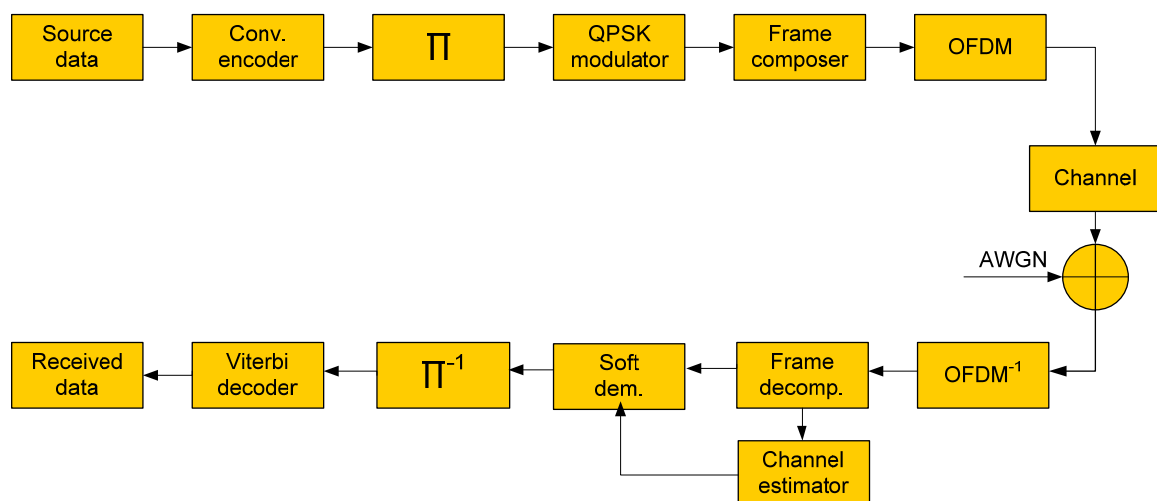 Source
data
Conv.
encoder
∏
QPSK
modulator
Frame
composer
OFDM
Channel
AWGN
Received
data
Viterbi
decoder
∏⁻¹
Soft
dem.
Frame
decomp.
OFDM⁻¹
Channel
estimator